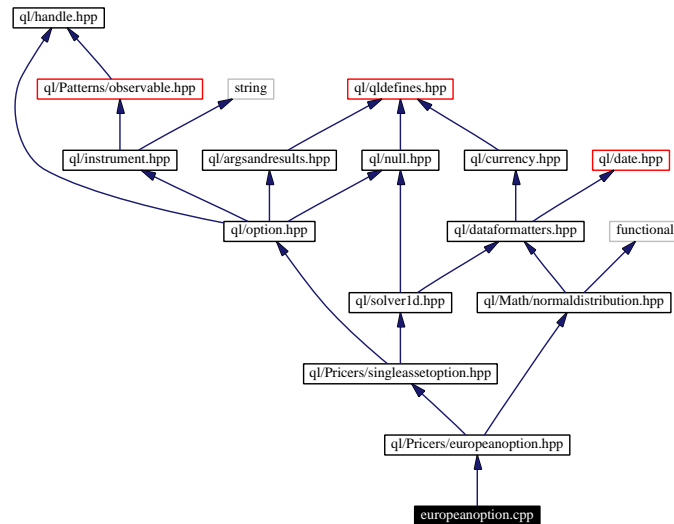 ql/handle.hpp
ql/Patterns/observable.hpp
string
ql/qldefines.hpp
ql/instrument.hpp
ql/argsandresults.hpp
ql/null.hpp
ql/currency.hpp
ql/date.hpp
ql/option.hpp
ql/dataformatters.hpp
functional
ql/solver1d.hpp
ql/Math/normaldistribution.hpp
ql/Pricers/singleassetoption.hpp
ql/Pricers/europeanoption.hpp
europeanoption.cpp